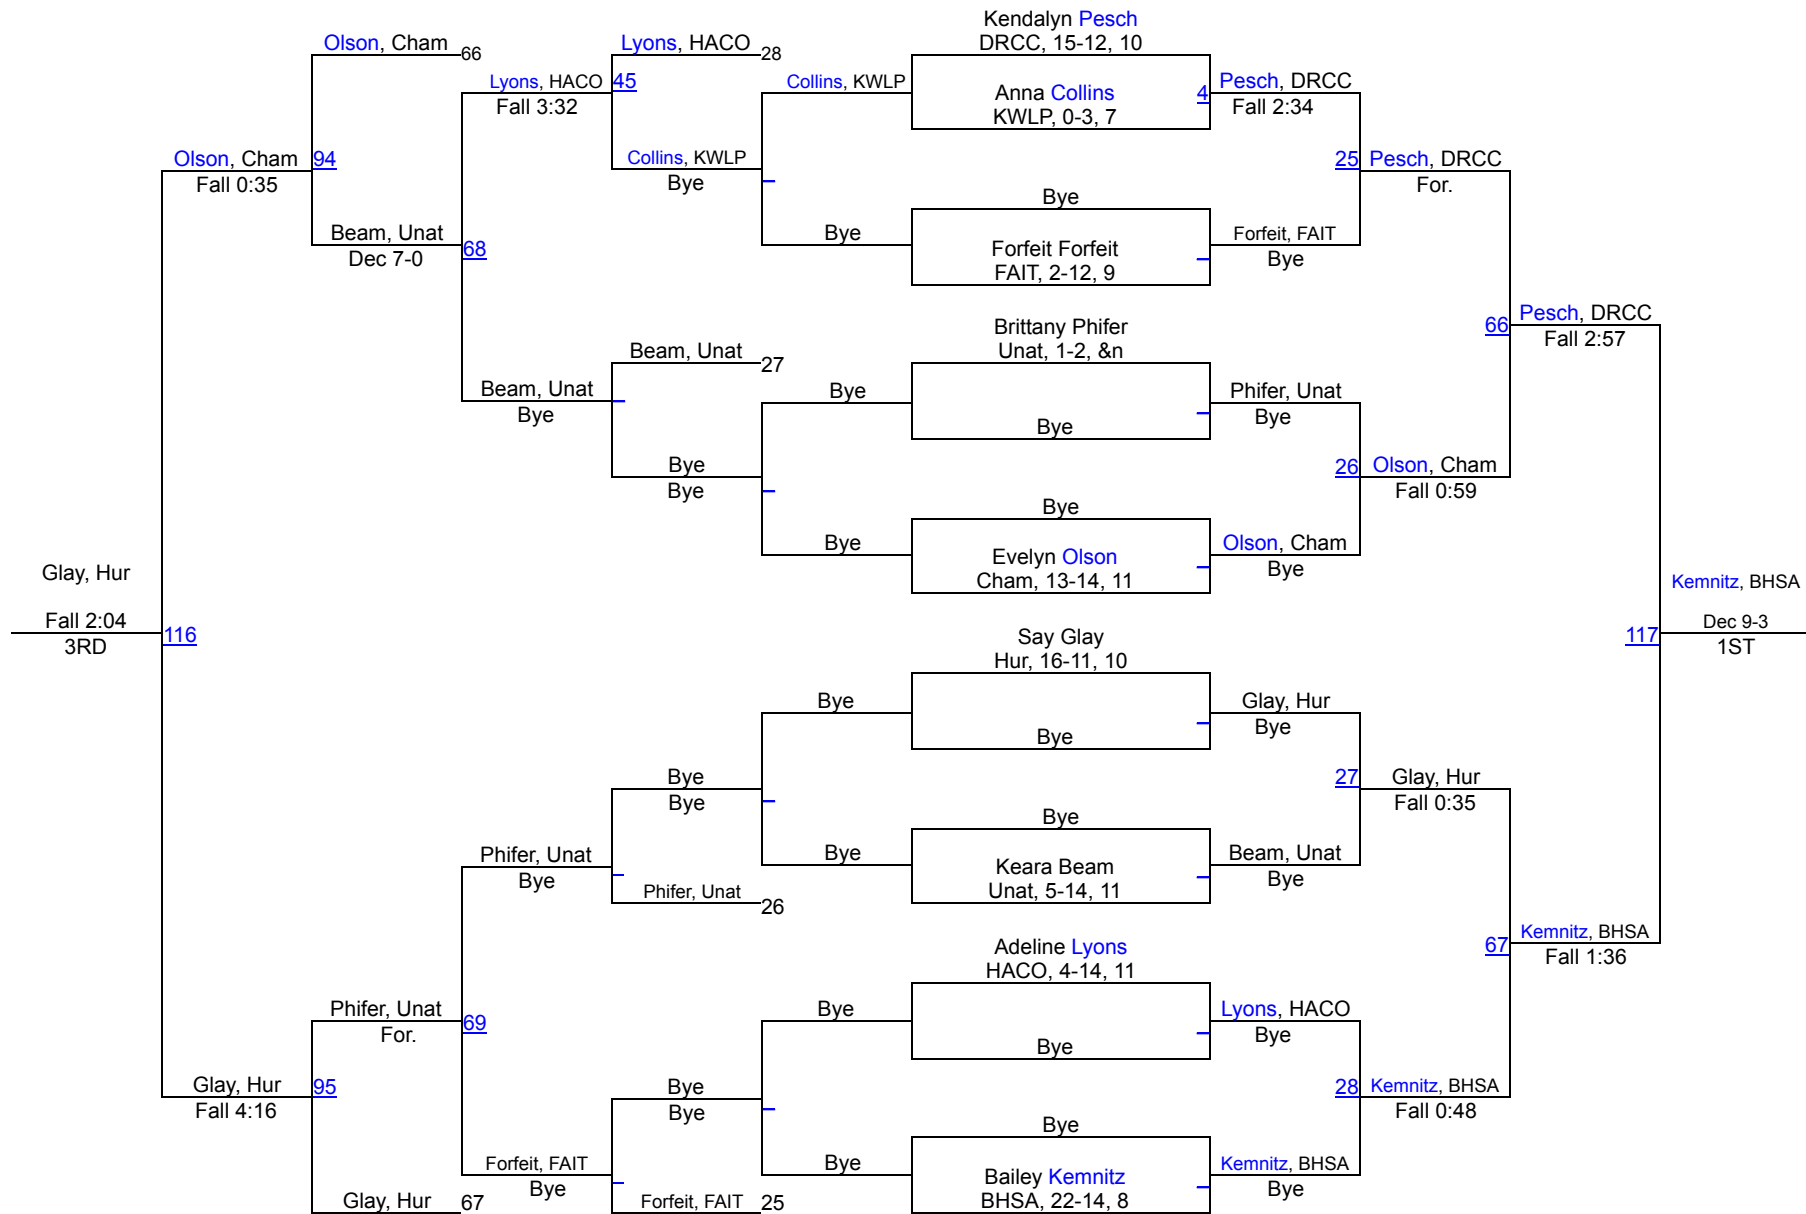 Kendalyn Pesch
DRCC, 15-12, 10
Olson, Cham 66
Lyons, HACO 28
Lyons, HACO 45
Fall 3:32
Collins, KWLP
Anna Collins
KWLP, 0-3, 7
4 Pesch, DRCC
Fall 2:34
Olson, Cham 94
Fall 0:35
Collins, KWLP
Bye
25 Pesch, DRCC
For.
Bye
Beam, Unat
Dec 7-0
68
Bye
Forfeit Forfeit
FAIT, 2-12, 9
Forfeit, FAIT
Bye
Brittany Phifer
Unat, 1-2, &n
66 Pesch, DRCC
Fall 2:57
Beam, Unat 27
Beam, Unat
Bye
Bye
Phifer, Unat
Bye
Bye
Bye
Bye
26 Olson, Cham
Fall 0:59
Bye
Bye
Evelyn Olson
Cham, 13-14, 11
Olson, Cham
Bye
Glay, Hur
Fall 2:04
3RD
116
Kemnitz, BHSA
117 Dec 9-3
1ST
Say Glay
Hur, 16-11, 10
Bye
Glay, Hur
Bye
Bye
Bye
Bye
27 Glay, Hur
Fall 0:35
Bye
Phifer, Unat
Bye
Bye
Keara Beam
Unat, 5-14, 11
Beam, Unat
Bye
Phifer, Unat 26
Adeline Lyons
HACO, 4-14, 11
67 Kemnitz, BHSA
Fall 1:36
Phifer, Unat
For.
69
Bye
Lyons, HACO
Bye
Bye
Glay, Hur 95
Fall 4:16
Bye
Bye
28 Kemnitz, BHSA
Fall 0:48
Bye
Forfeit, FAIT
Bye
Bye
Bailey Kemnitz
BHSA, 22-14, 8
Kemnitz, BHSA
Bye
Glay, Hur 67
Forfeit, FAIT 25